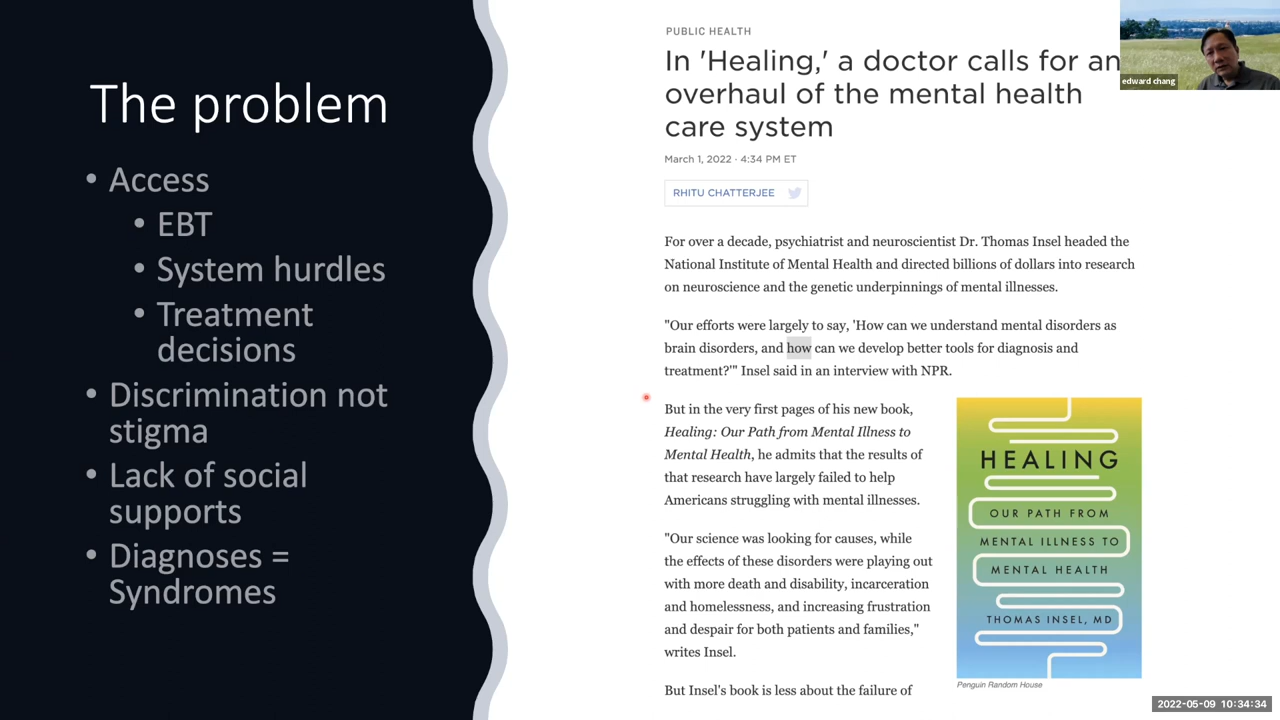 The problem
• Access
• EBT
• System hurdles
• Treatment
decisions
• Discrimination not
stigma
• Lack of social
supports
• Diagnoses =
Syndromes
PUBLIC HEALTH
In 'Healing,' a doctor calls for an
overhaul of the mental health
care system
March 1, 2022 · 4:34 PM ET
RHITU CHATTERJEE
For over a decade, psychiatrist and neuroscientist Dr. Thomas Insel headed the
National Institute of Mental Health and directed billions of dollars into research
on neuroscience and the genetic underpinnings of mental illnesses.
"Our efforts were largely to say, 'How can we understand mental disorders as
brain disorders, and how can we develop better tools for diagnosis and
treatment?'" Insel said in an interview with NPR.
But in the very first pages of his new book,
Healing: Our Path from Mental Illness to
Mental Health, he admits that the results of
that research have largely failed to help
Americans struggling with mental illnesses.
"Our science was looking for causes, while
the effects of these disorders were playing out
with more death and disability, incarceration
and homelessness, and increasing frustration
and despair for both patients and families,"
writes Insel.
But Insel's book is less about the failure of
HEALING
OUR PATH FROM
MENTAL ILLNESS TO
MENTAL HEALTH
THOMAS INSEL, MD
Penguin Random House
edward chang
2022-05-09 10:34:34